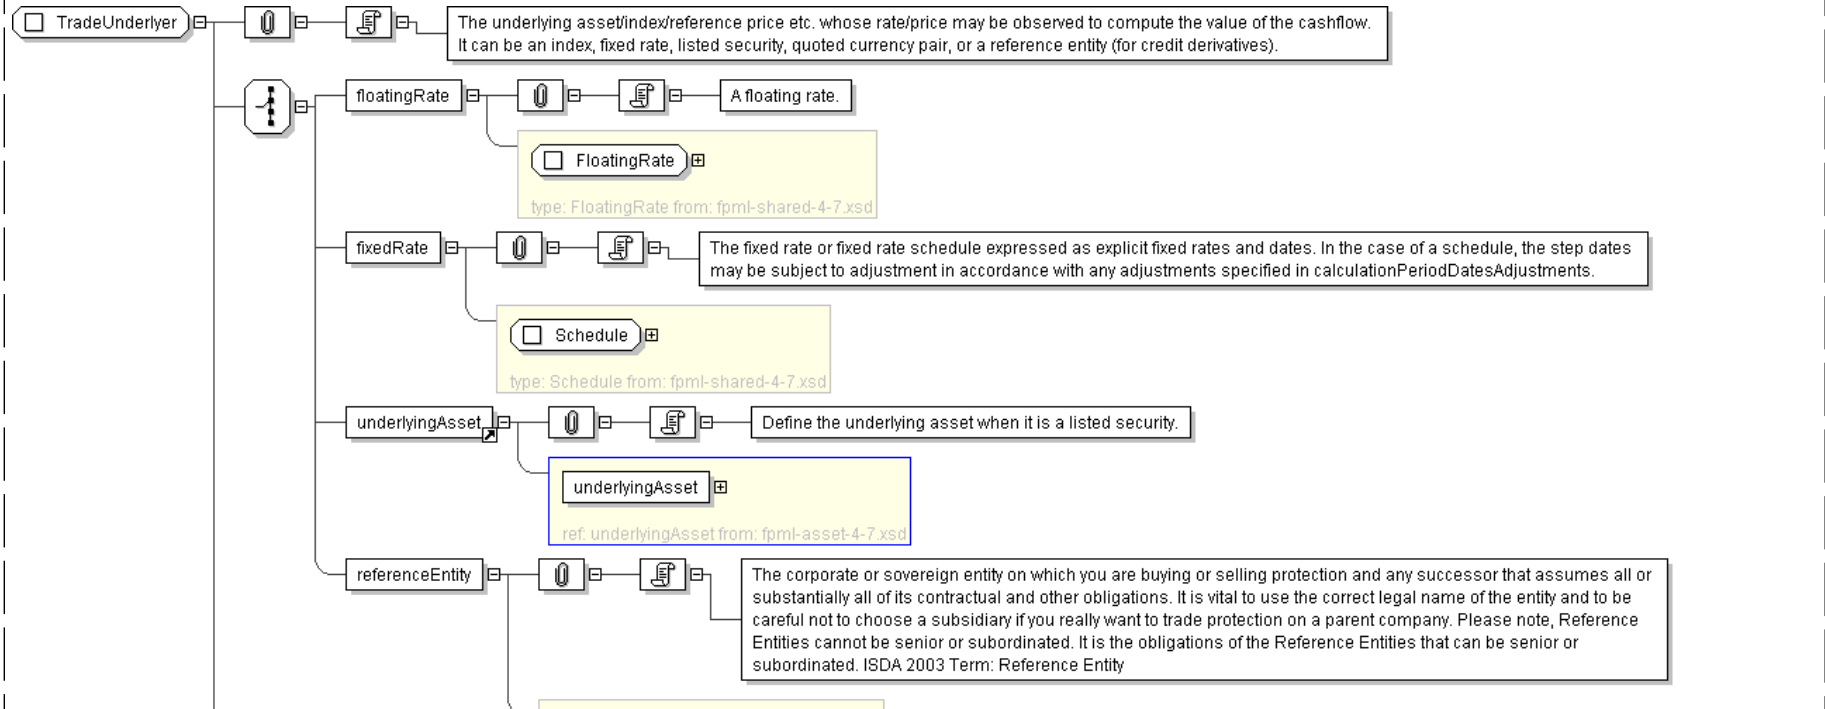 TradeUnderlyer
The underlying asset/index/reference price etc. whose rate/price may be observed to compute the value of the cashflow.
It can be an index, fixed rate, listed security, quoted currency pair, or a reference entity (for credit derivatives).
floatingRate
A floating rate.
FloatingRate
type: FloatingRate from: fpml-shared-4-7.xsd
fixedRate
The fixed rate or fixed rate schedule expressed as explicit fixed rates and dates. In the case of a schedule, the step dates
may be subject to adjustment in accordance with any adjustments specified in calculationPeriodDatesAdjustments.
Schedule
type: Schedule from: fpml-shared-4-7.xsd
underlyingAsset
Define the underlying asset when it is a listed security.
underlyingAsset
ref: underlyingAsset from: fpml-asset-4-7.xsd
referenceEntity
The corporate or sovereign entity on which you are buying or selling protection and any successor that assumes all or
substantially all of its contractual and other obligations. It is vital to use the correct legal name of the entity and to be
careful not to choose a subsidiary if you really want to trade protection on a parent company. Please note, Reference
Entities cannot be senior or subordinated. It is the obligations of the Reference Entities that can be senior or
subordinated. ISDA 2003 Term: Reference Entity